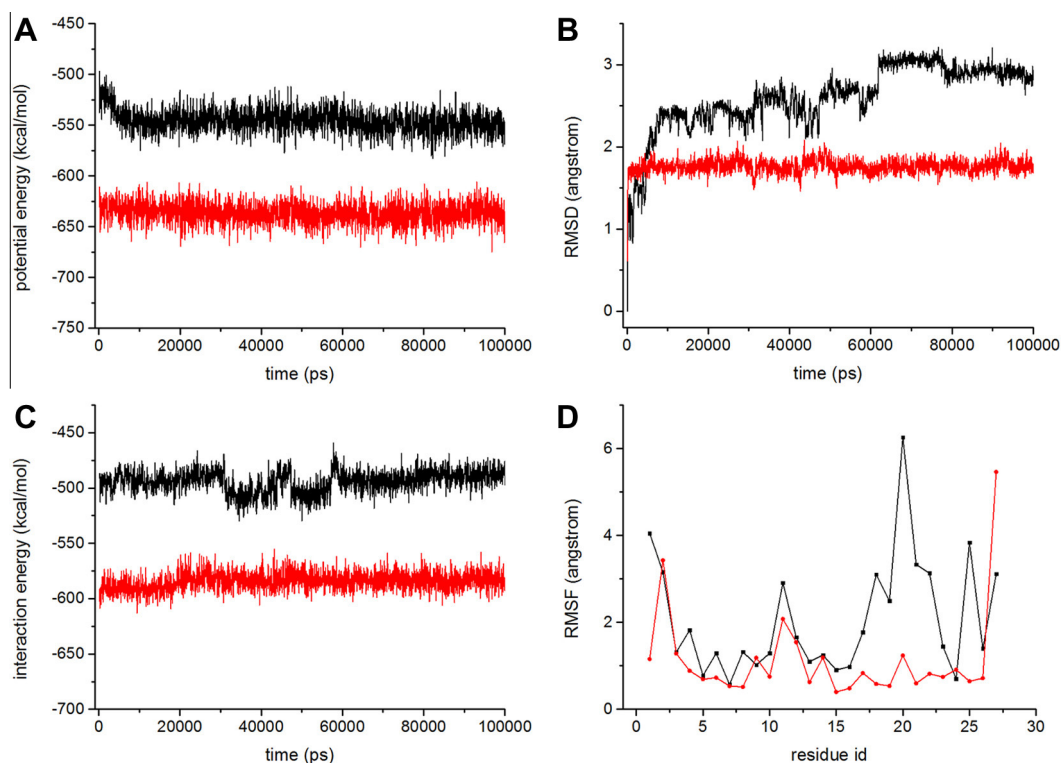 A
potential energy (kcal/mol)
-450
-500
-550
-600
-650
-700
-750
0 20000 40000 60000 80000 100000
time (ps)
B
RMSD (angstrom)
3
2
1
0
0 20000 40000 60000 80000 100000
time (ps)
C
interaction energy (kcal/mol)
-450
-500
-550
-600
-650
-700
0 20000 40000 60000 80000 100000
time (ps)
D
RMSF (angstrom)
6
4
2
0
0 5 10 15 20 25 30
residue id